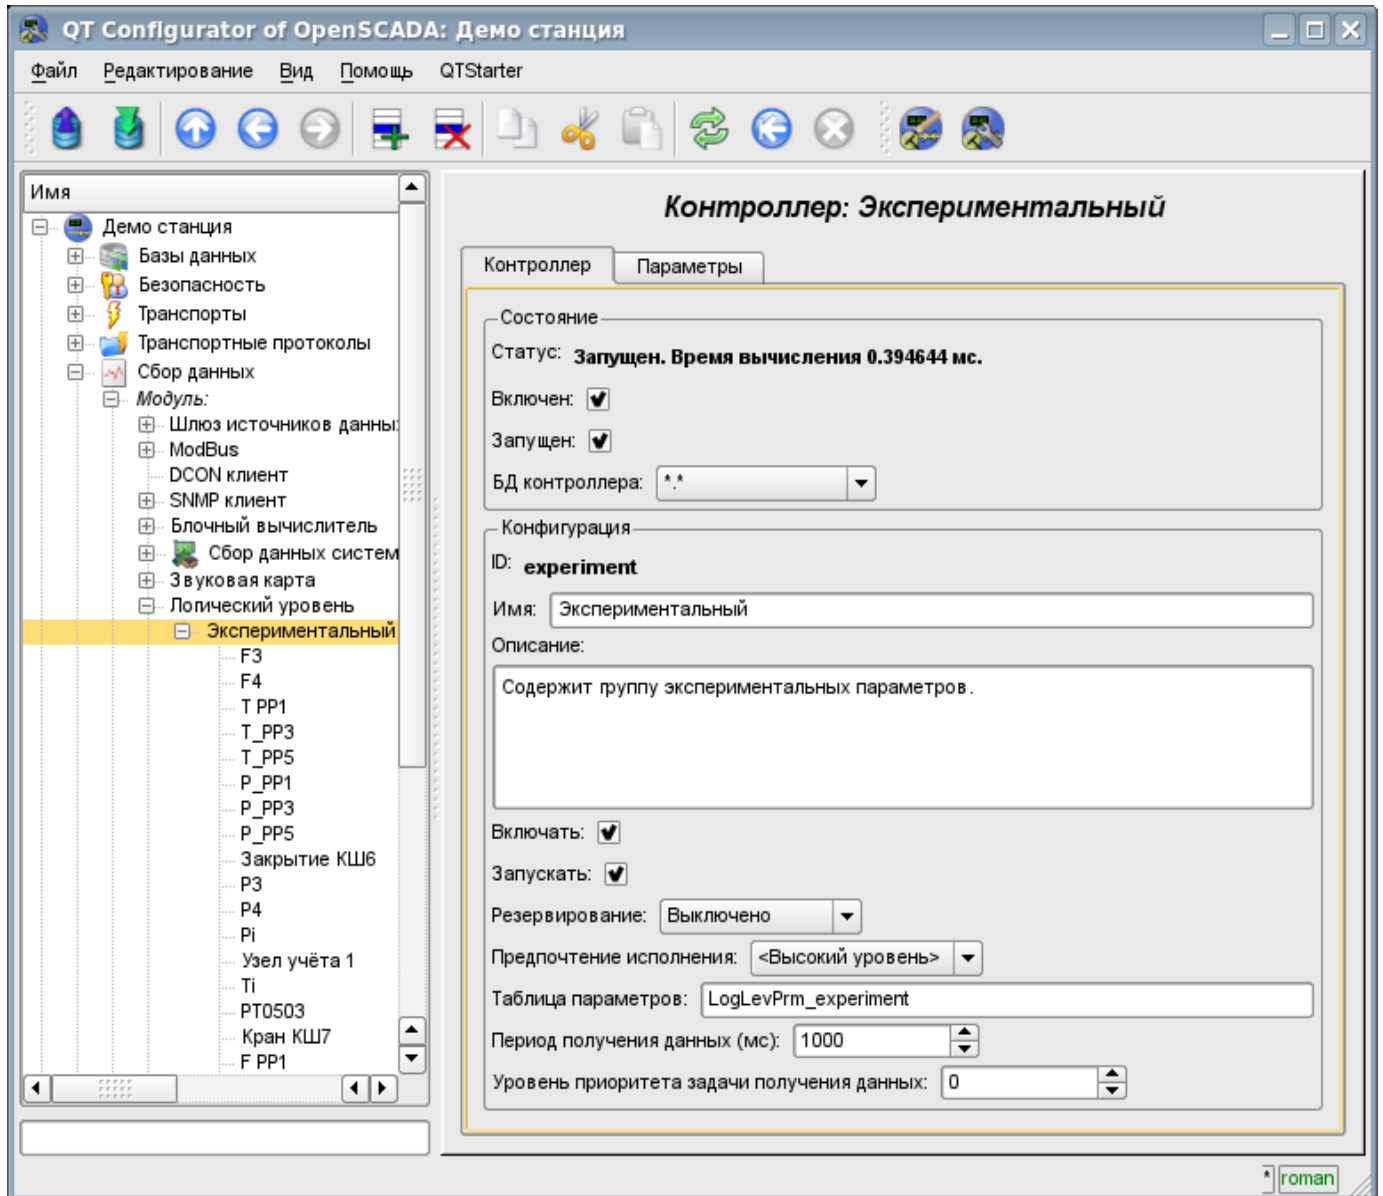 QT Configurator of OpenSCADA: Демо станция
Файл Редактирование Вид Помощь QTStarter
Имя
Демо станция
Базы данных
Безопасность
Транспорты
Транспортные протоколы
Сбор данных
Модуль:
Шлюз источников данны
ModBus
DCON клиент
SNMP клиент
Блочный вычислитель
Сбор данных систем
Звуковая карта
Логический уровень
Экспериментальный
F3
F4
T PP1
T_PP3
T_PP5
P_PP1
P_PP3
P_PP5
Закрытие КШ6
P3
P4
Pi
Узел учёта 1
Ti
PT0503
Кран КШ7
F PP1
Контроллер: Экспериментальный
Контроллер Параметры
Состояние
Статус: Запущен. Время вычисления 0.394644 мс.
Включен:
Запущен:
БД контроллера: *.*
Конфигурация
ID: experiment
Имя: Экспериментальный
Описание:
Содержит группу экспериментальных параметров.
Включать:
Запускать:
Резервирование: Выключено
Предпочтение исполнения: <Высокий уровень>
Таблица параметров: LogLevPrm_experiment
Период получения данных (мс): 1000
Уровень приоритета задачи получения данных: 0
* roman